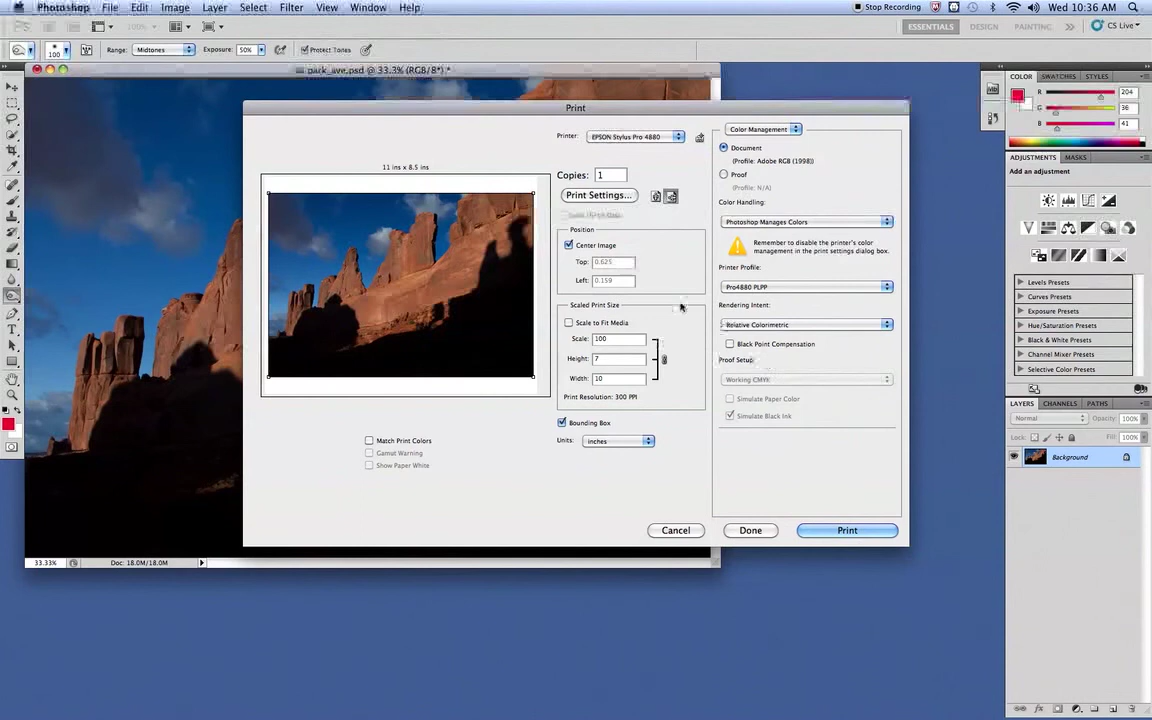 Photoshop File Edit Image Layer Select Filter View Window Help Stop Recording Wed 10:36 AM
ESSENTIALS DESIGN PAINTING CS Live
100 Range: Midtones Exposure: 50% Protect Tones
park_ave.psd @ 33.3% (RGB/8*) *
Print
11 ins x 8.5 ins
Printer: EPSON Stylus Pro 4880
Copies: 1
Print Settings...
Position
Center Image
Top: 0.625
Left: 0.159
Scaled Print Size
Scale to Fit Media
Scale: 100
Height: 7
Width: 10
Print Resolution: 300 PPI
Bounding Box
Units: inches
Match Print Colors
Gamut Warning
Show Paper White
Color Management
Document
(Profile: Adobe RGB (1998))
Proof
(Profile: N/A)
Color Handling:
Photoshop Manages Colors
Remember to disable the printer's color
management in the print settings dialog box.
Printer Profile:
Pro4880 PLPP
Rendering Intent:
Relative Colorimetric
Black Point Compensation
Proof Setup:
Working CMYK
Simulate Paper Color
Simulate Black Ink
Cancel Done Print
33.33% Doc: 18.0M/18.0M
COLOR SWATCHES STYLES
R 204
G 36
B 41
ADJUSTMENTS MASKS
Add an adjustment
Levels Presets
Curves Presets
Exposure Presets
Hue/Saturation Presets
Black & White Presets
Channel Mixer Presets
Selective Color Presets
LAYERS CHANNELS PATHS
Normal Opacity: 100%
Lock: Fill: 100%
Background